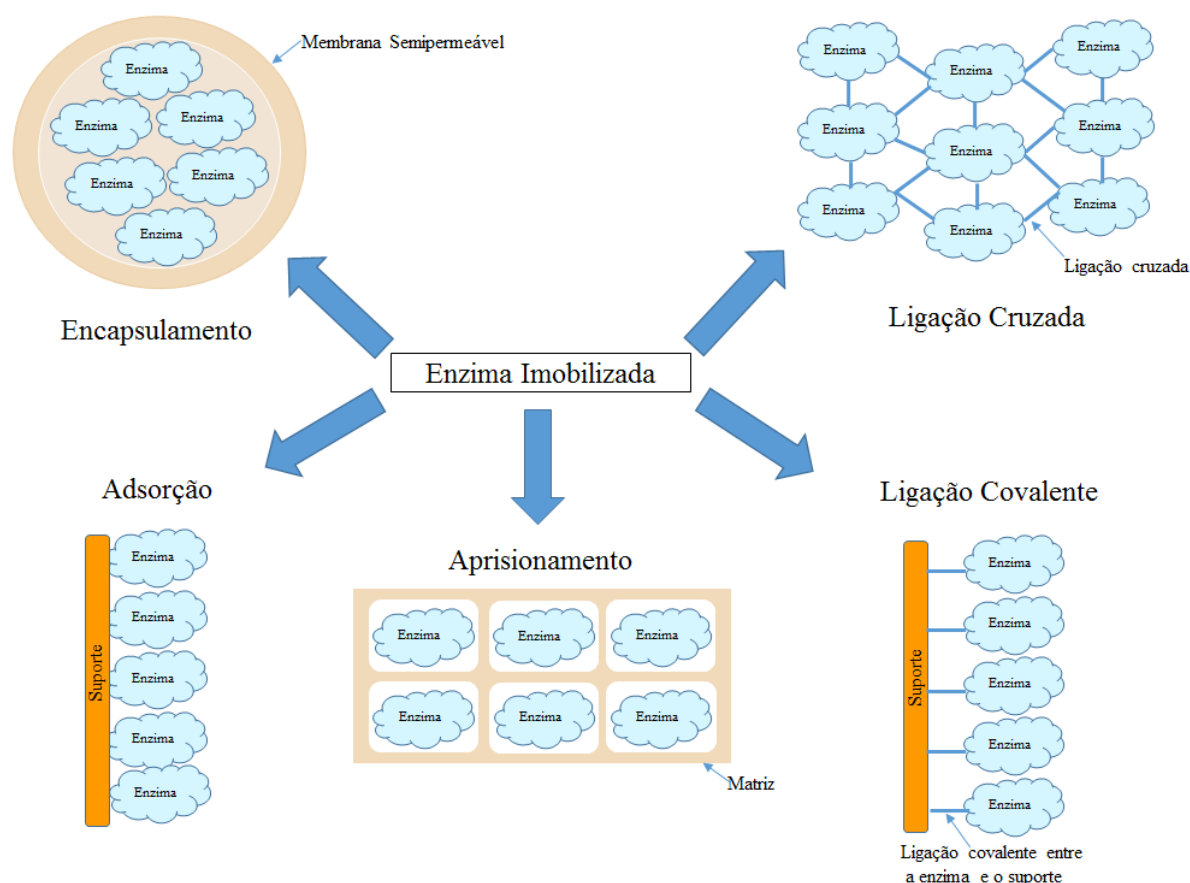 Membrana Semipermeável
Enzima
Enzima
Enzima
Enzima
Enzima
Enzima
Encapsulamento
Enzima
Enzima
Enzima
Enzima
Enzima
Enzima
Enzima
Enzima
Enzima
Ligação cruzada
Ligação Cruzada
Enzima Imobilizada
Adsorção
Suporte
Enzima
Enzima
Enzima
Enzima
Enzima
Aprisionamento
Enzima
Enzima
Enzima
Enzima
Enzima
Enzima
Matriz
Ligação Covalente
Suporte
Enzima
Enzima
Enzima
Enzima
Enzima
Ligação covalente entre
a enzima e o suporte